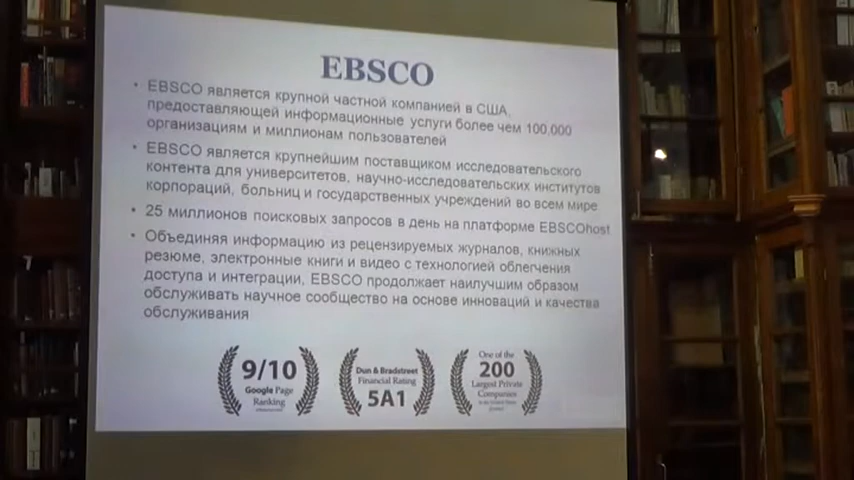 EBSCO
• EBSCO является крупной частной компанией в США,
предоставляющей информационные услуги более чем 100,000
организациям и миллионам пользователей
• EBSCO является крупнейшим поставщиком исследовательского
контента для университетов, научно-исследовательских институтов
корпораций, больниц и государственных учреждений во всем мире.
• 25 миллионов поисковых запросов в день на платформе EBSCOhost
• Объединяя информацию из рецензируемых журналов, книжных
резюме, электронные книги и видео с технологией облегчения
доступа и интеграции, EBSCO продолжает наилучшим образом
обслуживать научное сообщество на основе инноваций и качества
обслуживания
9/10
Google Page
Ranking
Dun & Bradstreet
Financial Rating
5A1
One of the
200
Largest Private
Companies